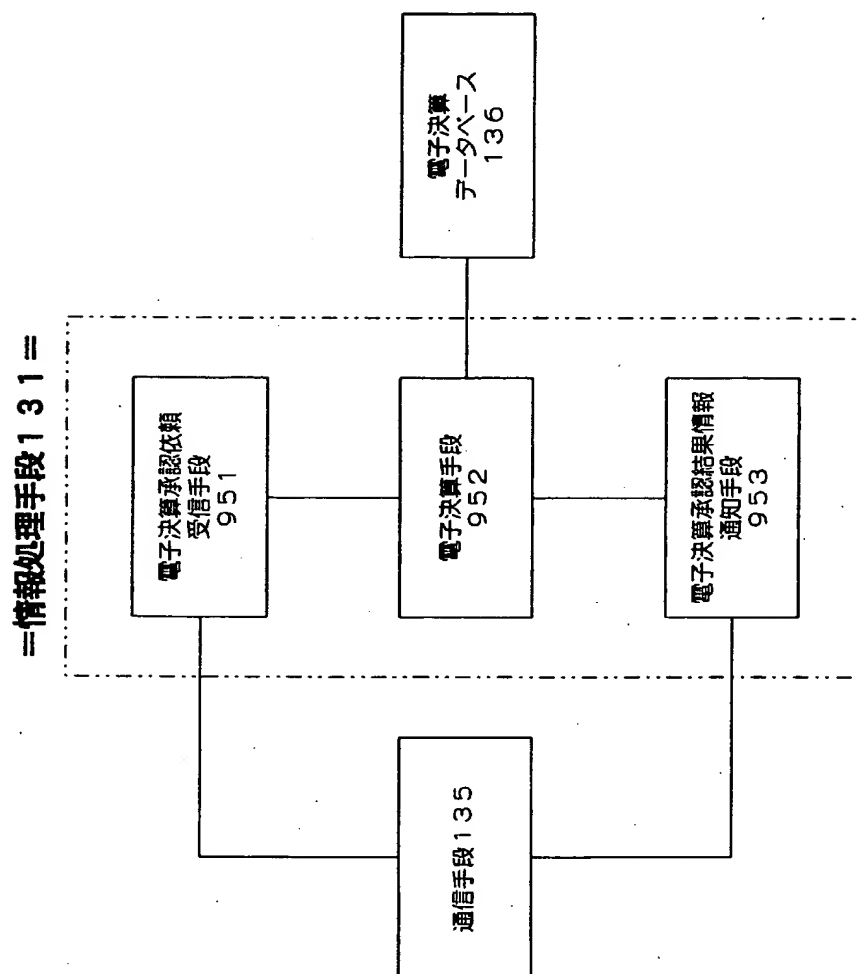 =情報処理手段131=
電子決算承認依頼
受信手段
951
電子決算手段
952
電子決算承認結果情報
通知手段
953
通信手段135
電子決算
データベース
136